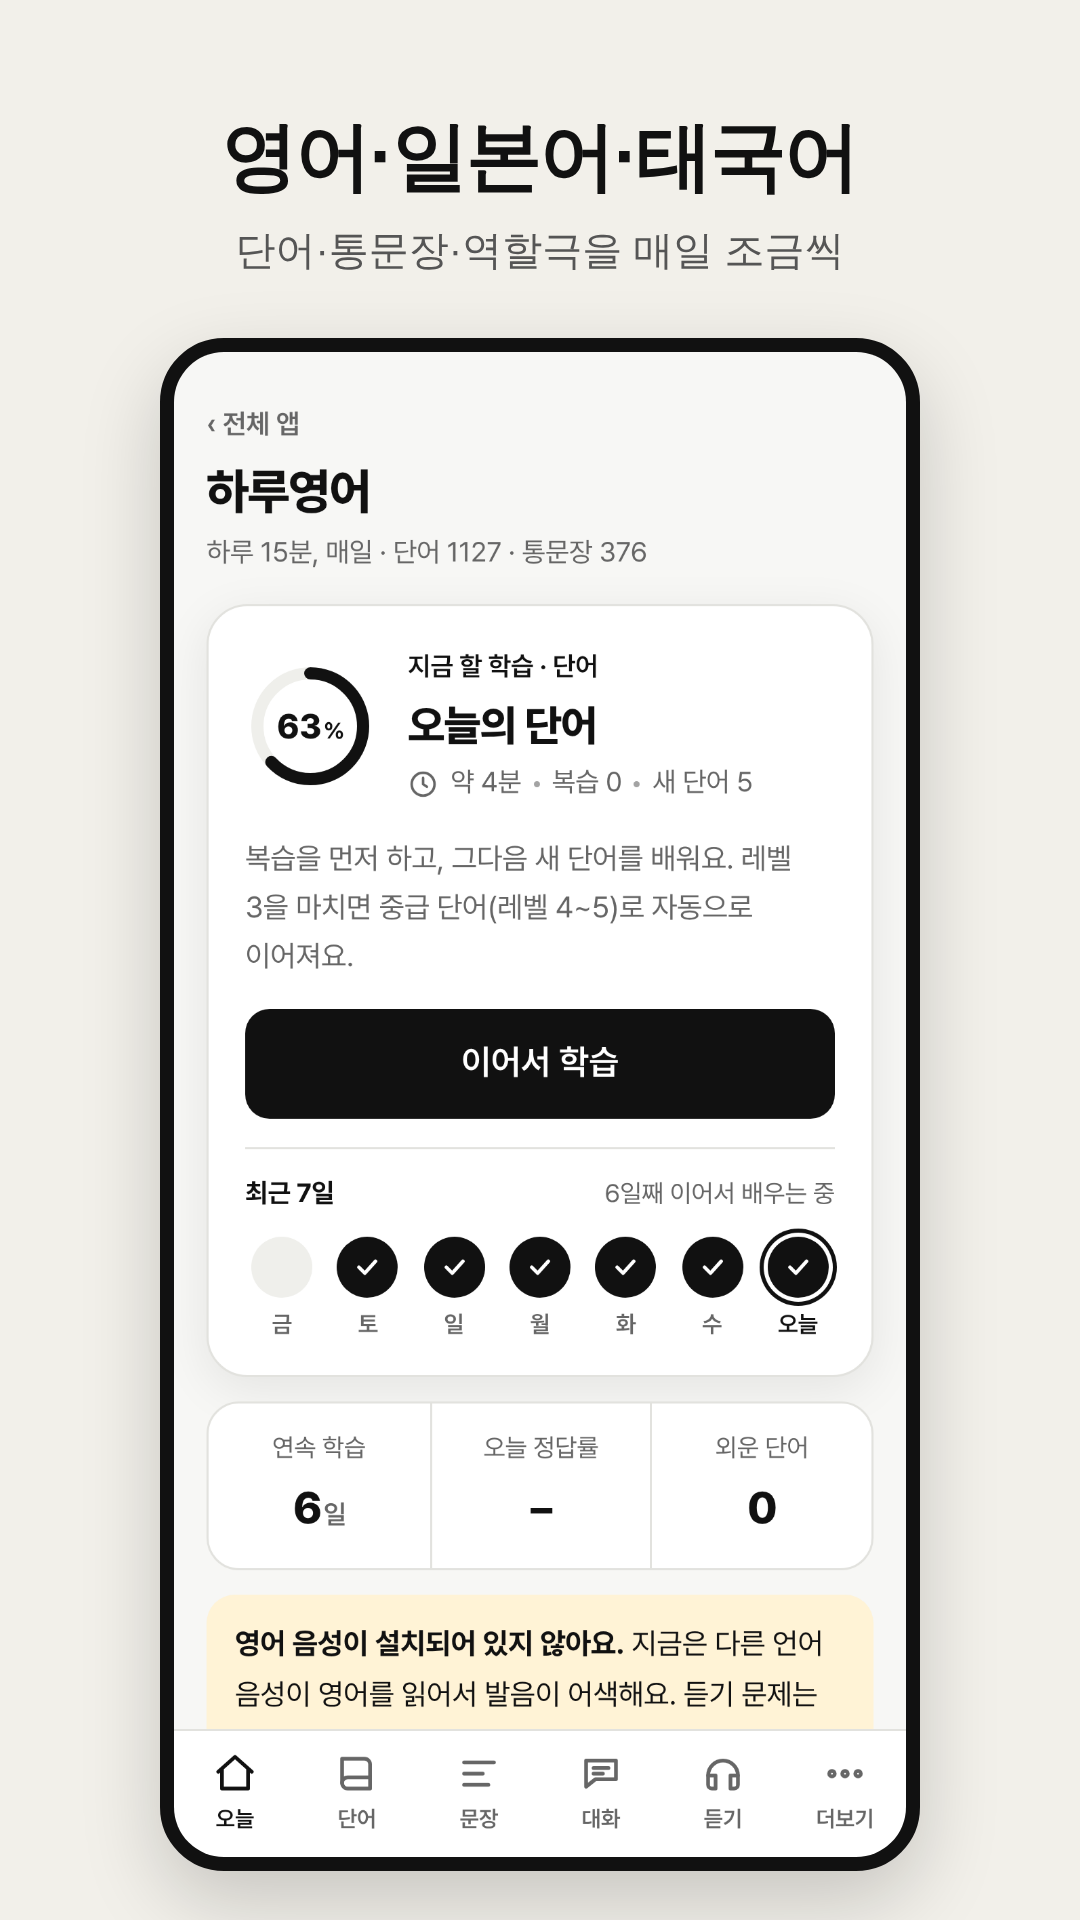 영어·일본어·태국어
단어·통문장·역할극을 매일 조금씩
‹ 전체 앱
하루영어
하루 15분, 매일 · 단어 1127 · 통문장 376
63%
지금 할 학습 · 단어
오늘의 단어
약 4분 • 복습 0 • 새 단어 5
복습을 먼저 하고, 그다음 새 단어를 배워요. 레벨
3을 마치면 중급 단어(레벨 4~5)로 자동으로
이어져요.
이어서 학습
최근 7일 6일째 이어서 배우는 중
금 토 일 월 화 수 오늘
연속 학습 오늘 정답률 외운 단어
6일 – 0
영어 음성이 설치되어 있지 않아요. 지금은 다른 언어
음성이 영어를 읽어서 발음이 어색해요. 듣기 문제는
오늘 단어 문장 대화 듣기 더보기